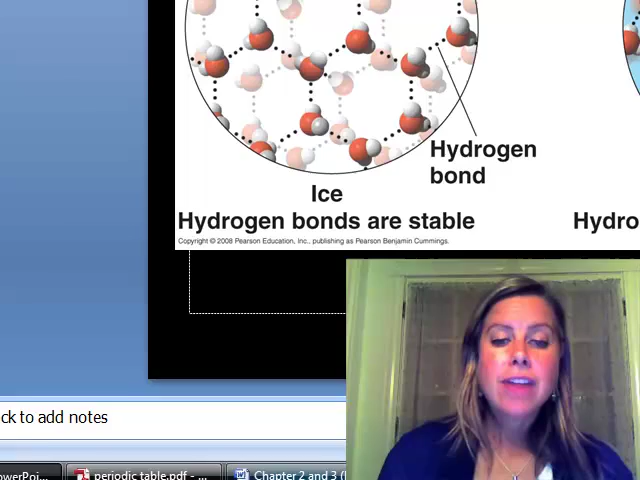 Hydrogen
bond
Ice
Hydrogen bonds are stable
Hydro
Copyright © 2008 Pearson Education, Inc., publishing as Pearson Benjamin Cummings.
ck to add notes
owerPoi...
periodic table.pdf - ...
Chapter 2 and 3 (